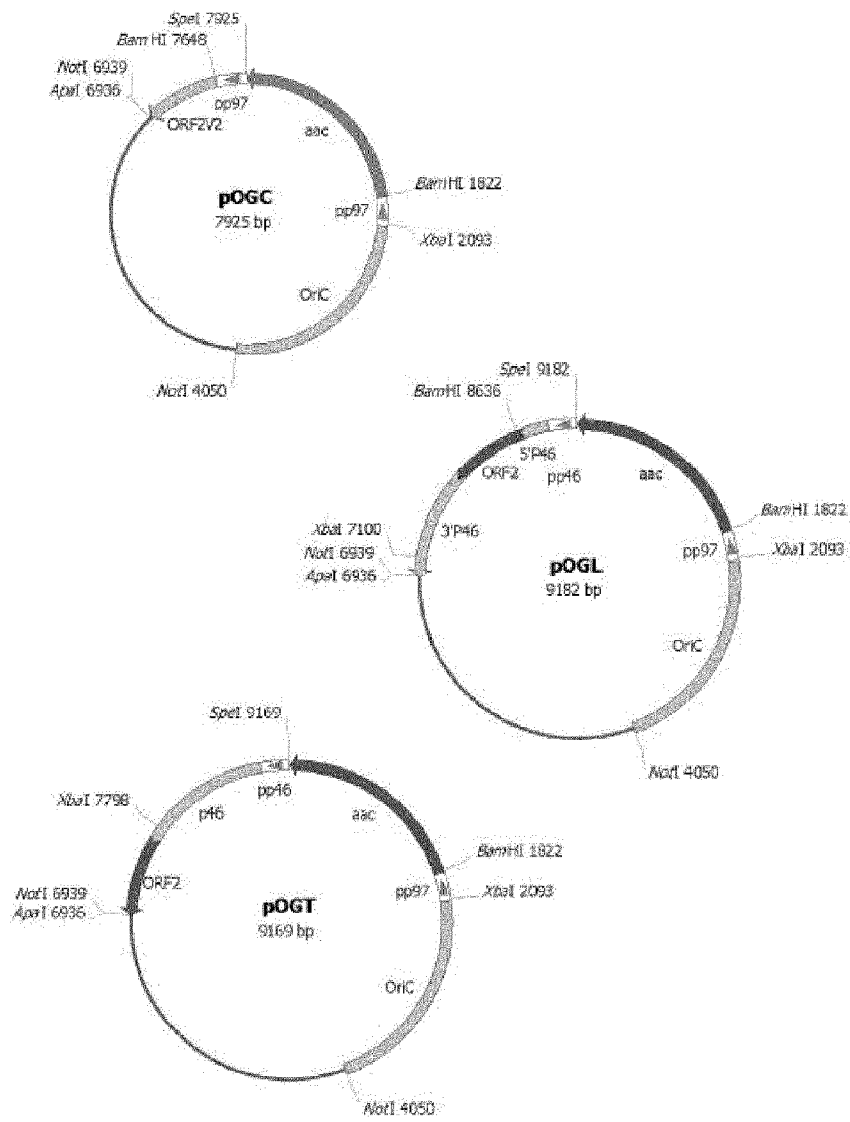 SpeI 7925
BamHI 7648
NotI 6939
ApaI 6936
pp97
ORF2V2
aac
pOGC
7925 bp
BamHI 1822
pp97
XbaI 2093
OriC
NotI 4050
SpeI 9182
BamHI 8636
5'P46
ORF2
pp46
aac
XbaI 7100
NotI 6939
ApaI 6936
3'P46
BamHI 1822
pp97
XbaI 2093
pOGL
9182 bp
OriC
NotI 4050
SpeI 9169
pp46
XbaI 7798
p46
aac
BamHI 1822
ORF2
NotI 6939
ApaI 6936
pp97
XbaI 2093
pOGT
9169 bp
OriC
NotI 4050